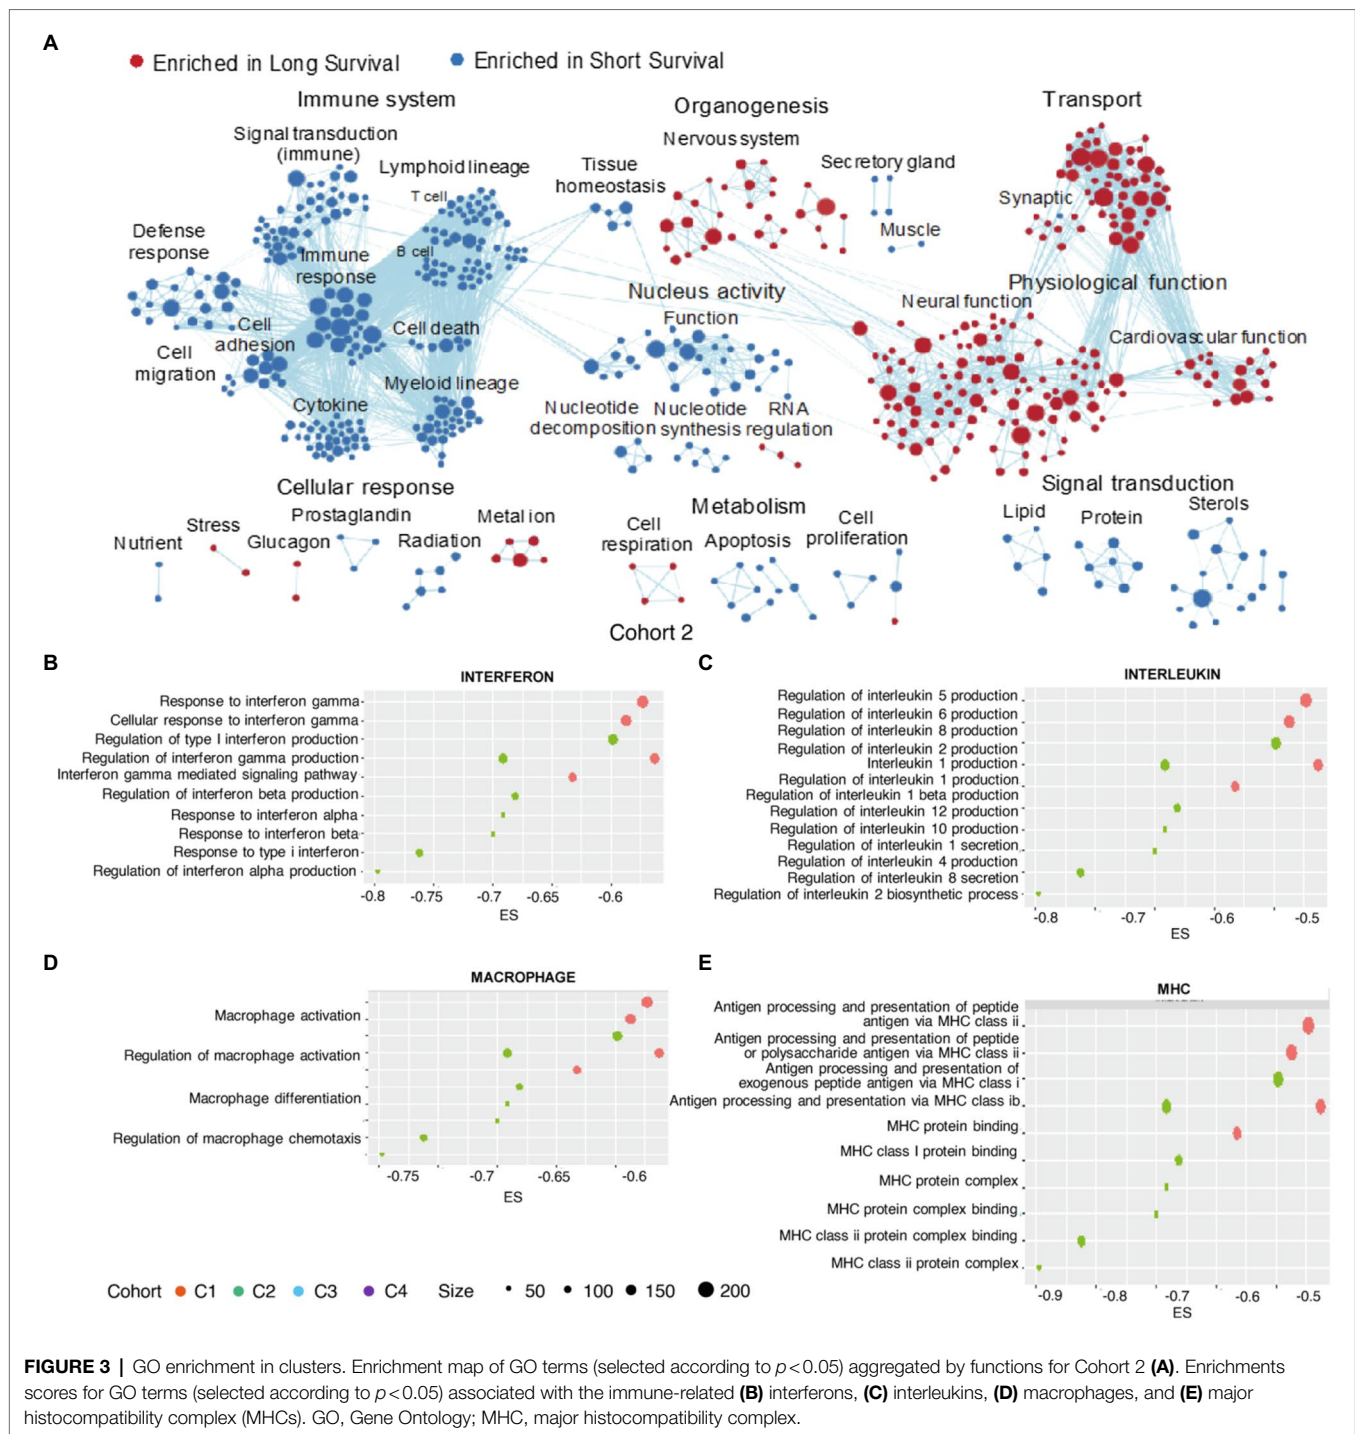 A
Enriched in Long Survival
Enriched in Short Survival
Immune system
Organogenesis
Transport
Signal transduction
(immune)
Lymphoid lineage
T cell
B cell
Tissue
homeostasis
Nervous system
Secretory gland
Muscle
Synaptic
Defense
response
Immune
response
Cell
adhesion
Cell death
Cell
migration
Cytokine
Myeloid lineage
Nucleus activity
Function
Physiological function
Neural function
Cardiovascular function
Nucleotide
decomposition
Nucleotide
synthesis
RNA
regulation
Cellular response
Nutrient
Stress
Glucagon
Prostaglandin
Radiation
Metal ion
Metabolism
Cell
respiration
Apoptosis
Cell
proliferation
Signal transduction
Lipid
Protein
Sterols
Cohort 2
B
INTERFERON
Response to interferon gamma
Cellular response to interferon gamma
Regulation of type I interferon production
Regulation of interferon gamma production
Interferon gamma mediated signaling pathway
Regulation of interferon beta production
Response to interferon alpha
Response to interferon beta
Response to type i interferon
Regulation of interferon alpha production
-0.8 -0.75 -0.7 -0.65 -0.6
ES
C
INTERLEUKIN
Regulation of interleukin 5 production
Regulation of interleukin 6 production
Regulation of interleukin 8 production
Regulation of interleukin 2 production
Interleukin 1 production
Regulation of interleukin 1 production
Regulation of interleukin 1 beta production
Regulation of interleukin 12 production
Regulation of interleukin 10 production
Regulation of interleukin 1 secretion
Regulation of interleukin 4 production
Regulation of interleukin 8 secretion
Regulation of interleukin 2 biosynthetic process
-0.8 -0.7 -0.6 -0.5
ES
D
MACROPHAGE
Macrophage activation
Regulation of macrophage activation
Macrophage differentiation
Regulation of macrophage chemotaxis
-0.75 -0.7 -0.65 -0.6
ES
E
MHC
Antigen processing and presentation of peptide
antigen via MHC class ii
Antigen processing and presentation of peptide
or polysaccharide antigen via MHC class ii
Antigen processing and presentation of
exogenous peptide antigen via MHC class i
Antigen processing and presentation via MHC class ib
MHC protein binding
MHC class I protein binding
MHC protein complex
MHC protein complex binding
MHC class ii protein complex binding
MHC class ii protein complex
-0.9 -0.8 -0.7 -0.6 -0.5
ES
Cohort C1 C2 C3 C4 Size 50 100 150 200
FIGURE 3 | GO enrichment in clusters. Enrichment map of GO terms (selected according to p < 0.05) aggregated by functions for Cohort 2 (A). Enrichments
scores for GO terms (selected according to p < 0.05) associated with the immune-related (B) interferons, (C) interleukins, (D) macrophages, and (E) major
histocompatibility complex (MHCs). GO, Gene Ontology; MHC, major histocompatibility complex.